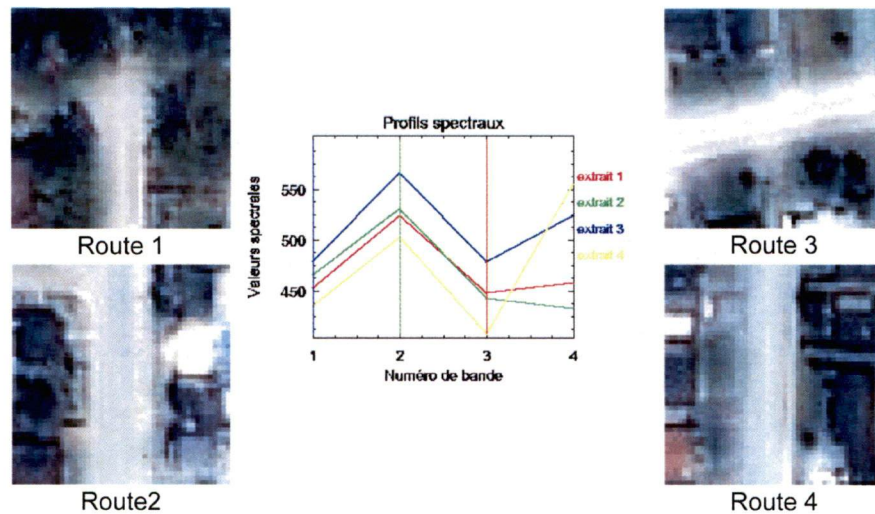 Profils spectraux
Valeurs spectrales
550
500
450
1 2 3 4
Numéro de bande
extrait 1
extrait 2
extrait 3
extrait 4
Route 1
Route 3
Route2
Route 4